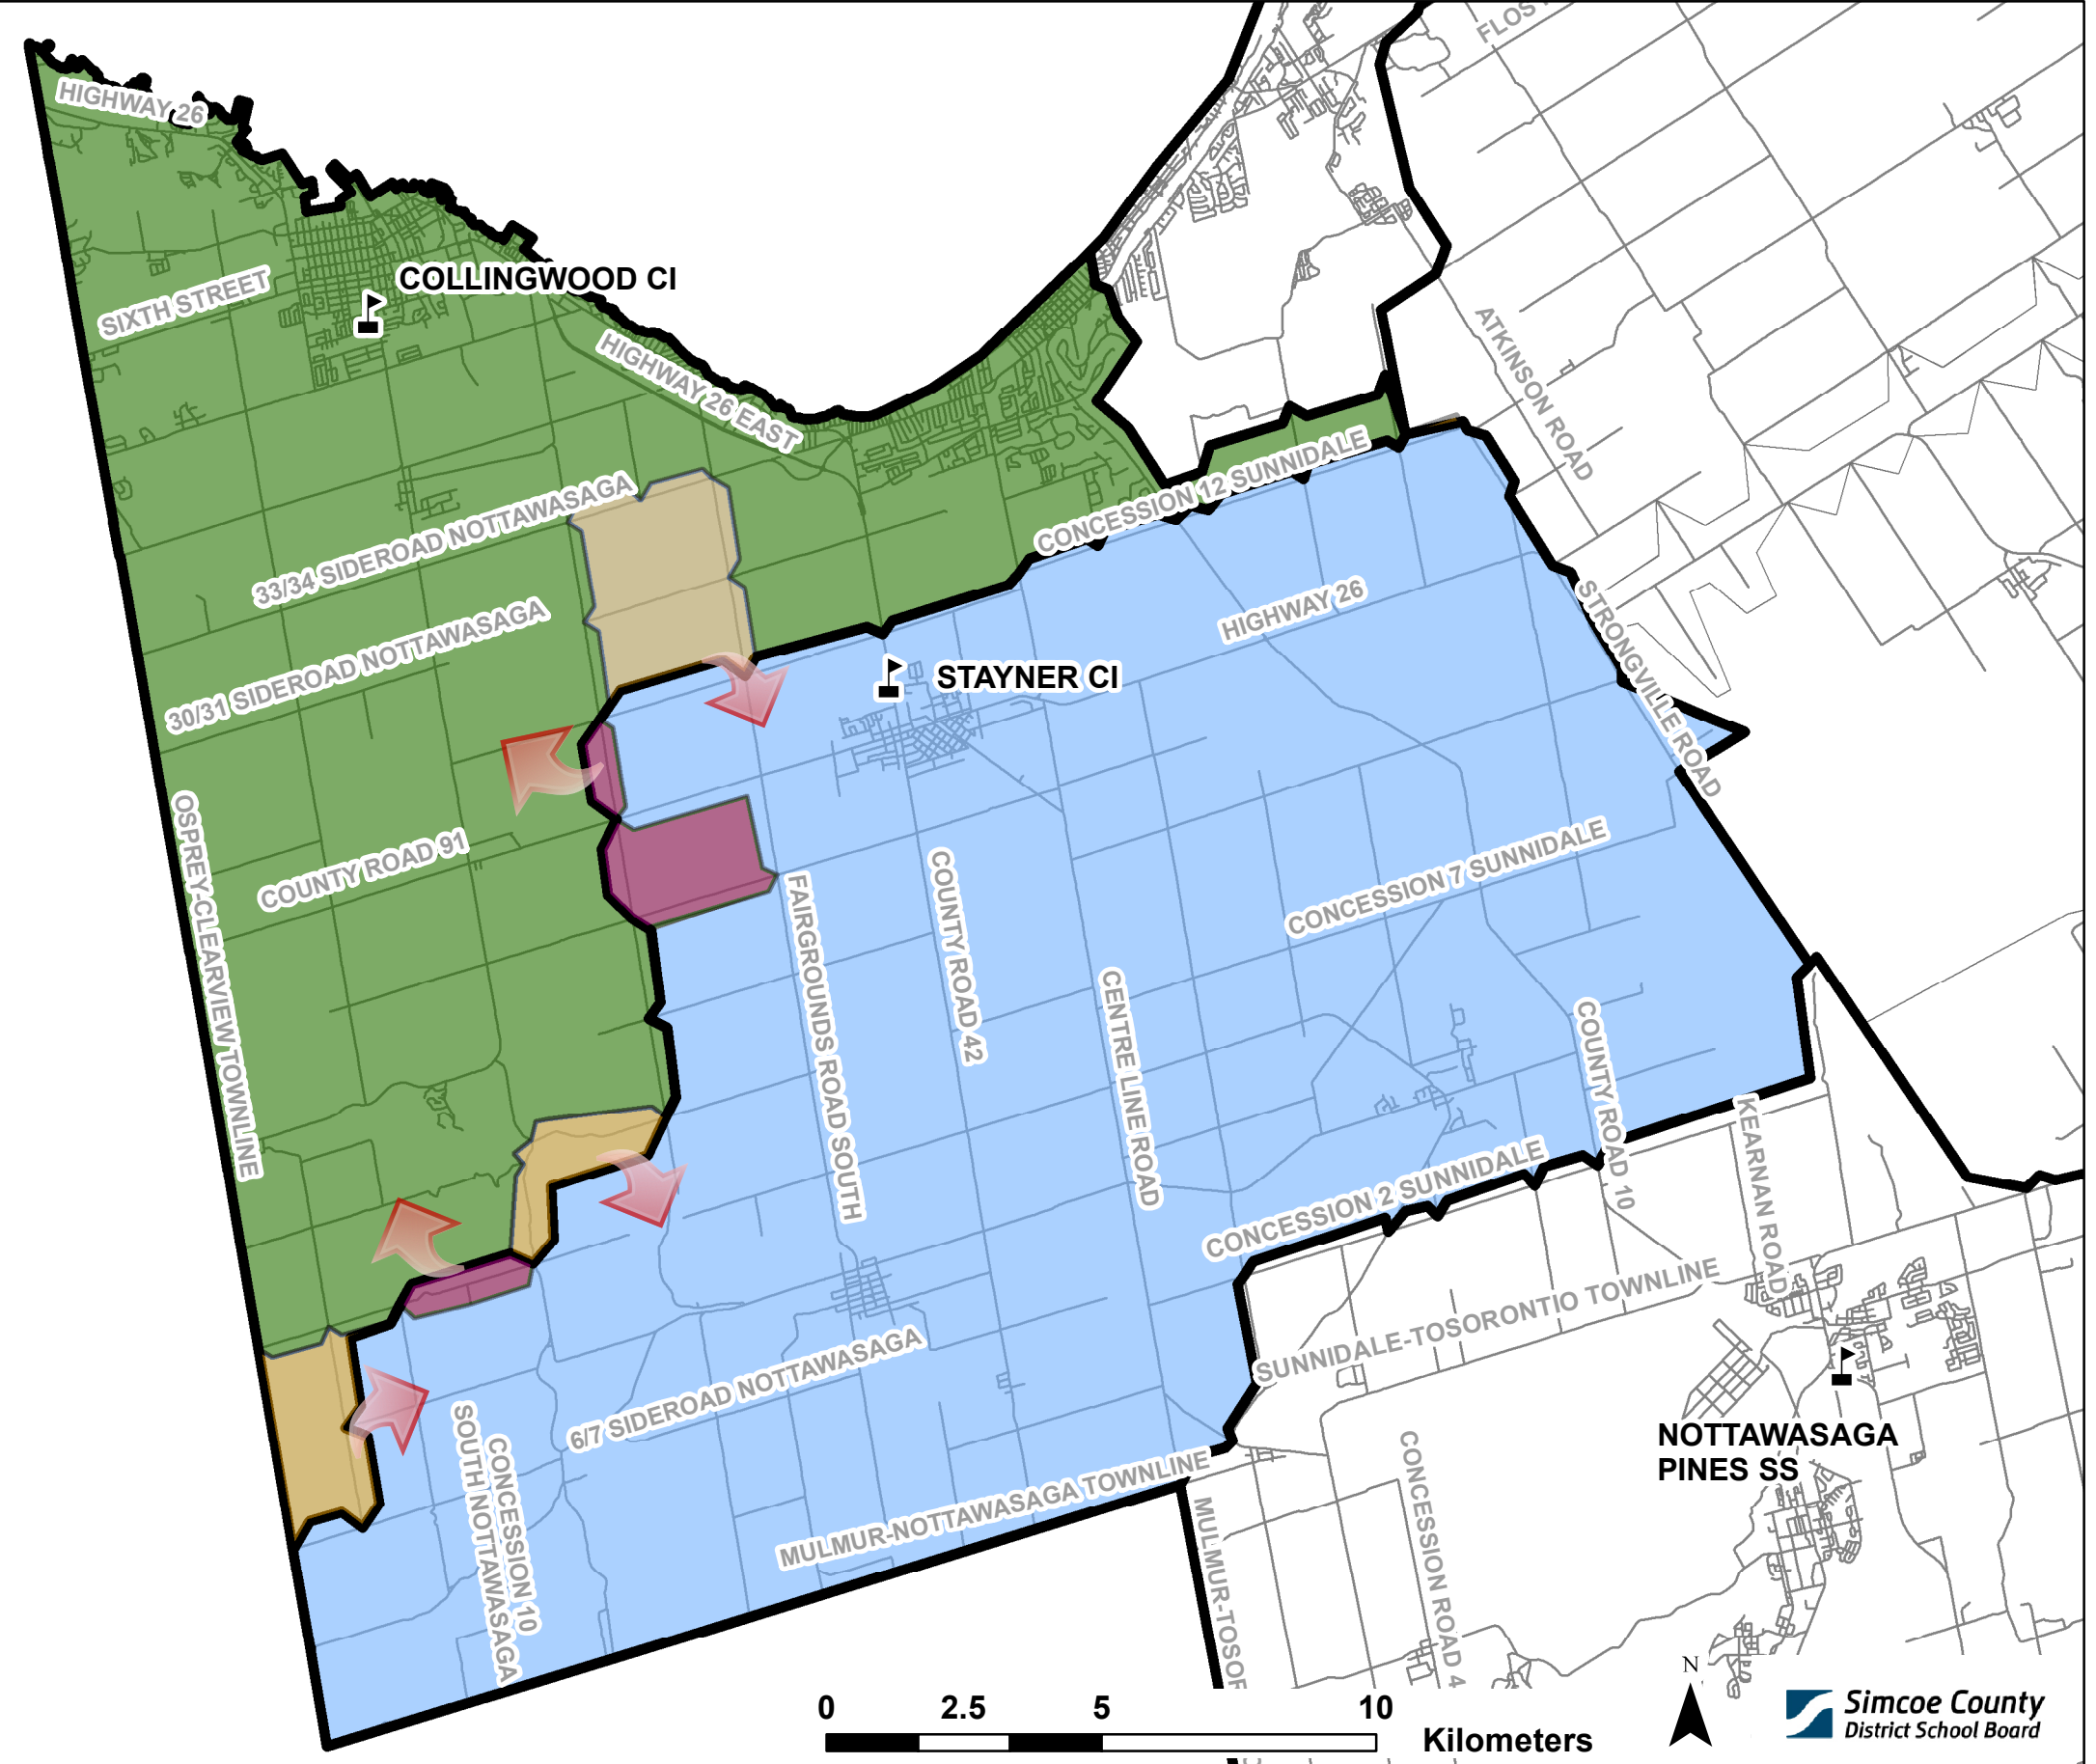 FLOS
HIGHWAY 26
COLLINGWOOD CI
SIXTH STREET
HIGHWAY 26 EAST
ATKINSON ROAD
33/34 SIDEROAD NOTTAWASAGA
CONCESSION 12 SUNNIDALE
30/31 SIDEROAD NOTTAWASAGA
HIGHWAY 26
STRONGVILLE ROAD
STAYNER CI
OSPREY-CLEARVIEW TOWNLINE
COUNTY ROAD 91
FAIRGROUNDS ROAD SOUTH
COUNTY ROAD 42
CONCESSION 7 SUNNIDALE
CENTRE LINE ROAD
COUNTY ROAD 10
KEARNAN ROAD
CONCESSION 2 SUNNIDALE
SUNNIDALE-TOSORONTIO TOWNLINE
6/7 SIDEROAD NOTTAWASAGA
CONCESSION 10
SOUTH NOTTAWASAGA
NOTTAWASAGA
PINES SS
MULMUR-NOTTAWASAGA TOWNLINE
MULMUR-TOSOR
CONCESSION ROAD 4
0 2.5 5 10
Kilometers
N
Simcoe County
District School Board